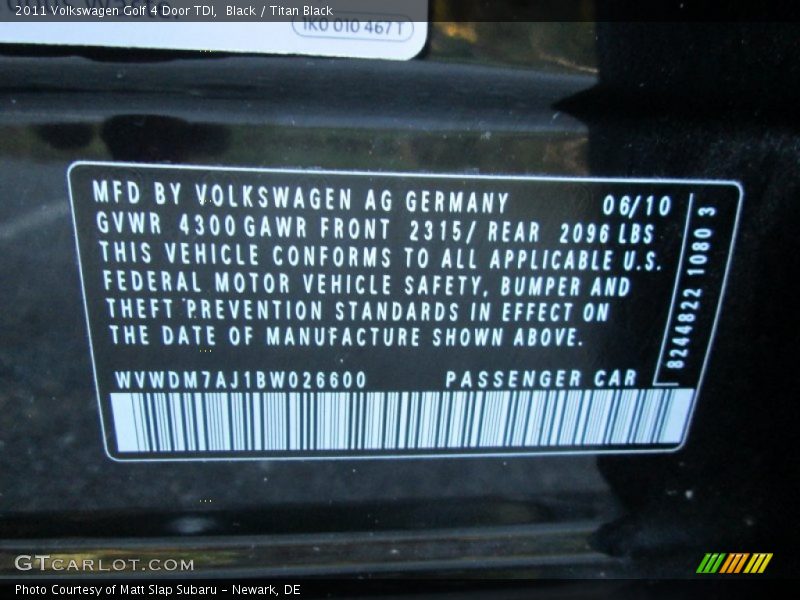 2011 Volkswagen Golf 4 Door TDI,  Black / Titan Black
1K0 010 467 T
MFD BY VOLKSWAGEN AG GERMANY 06/10
GVWR 4300 GAWR FRONT 2315/ REAR 2096 LBS
THIS VEHICLE CONFORMS TO ALL APPLICABLE U.S.
FEDERAL MOTOR VEHICLE SAFETY, BUMPER AND
THEFT PREVENTION STANDARDS IN EFFECT ON
THE DATE OF MANUFACTURE SHOWN ABOVE.
WVWDM7AJ1BW026600 PASSENGER CAR
8244822 1080 3
GTCARLOT.COM
Photo Courtesy of Matt Slap Subaru - Newark, DE